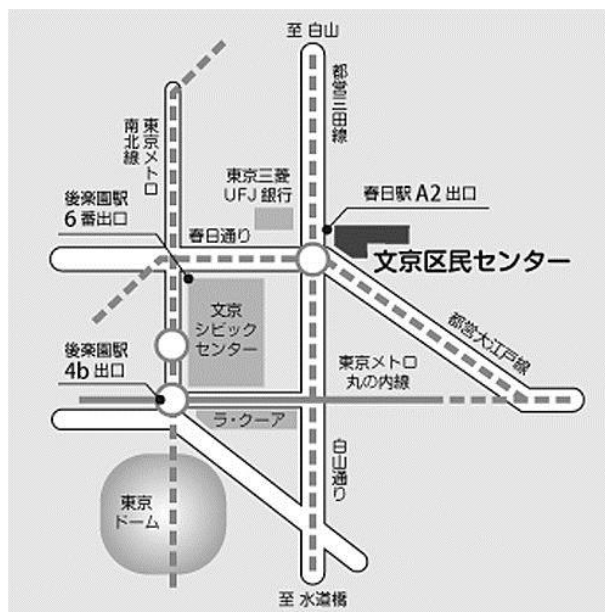 至 白山
都営三田線
東京メトロ
南北線
東京三菱
UFJ 銀行
春日駅 A2 出口
後楽園駅
6番出口
春日通り
文京区民センター
文京
シビック
センター
都営大江戸線
後楽園駅
4b 出口
東京メトロ
丸の内線
ラ・クーア
白山通り
東京
ドーム
至 水道橋